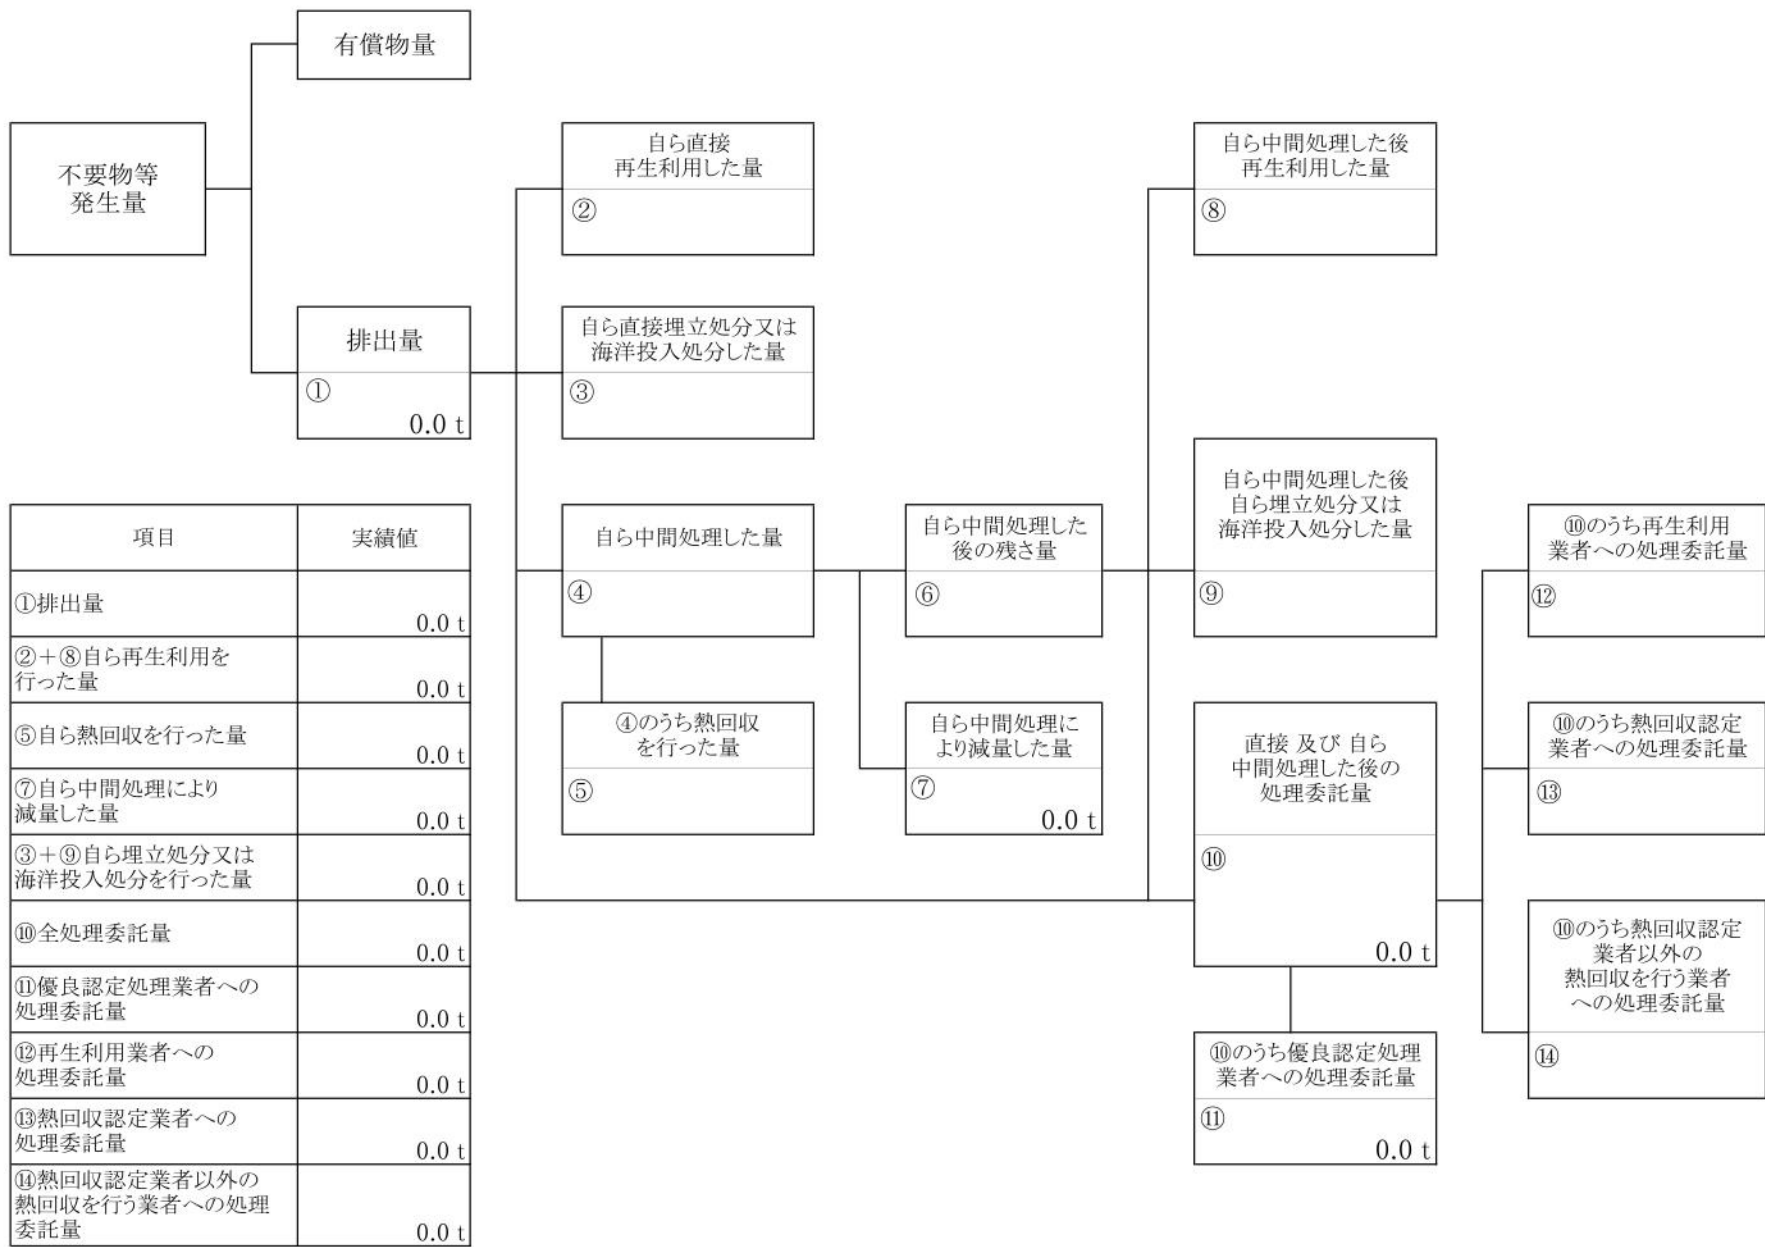 有償物量
不要物等
発生量
排出量
①
0.0 t
自ら直接
再生利用した量
②
自ら直接埋立処分又は
海洋投入処分した量
③
自ら中間処理した量
④
④のうち熱回収
を行った量
⑤
自ら中間処理した
後の残さ量
⑥
自ら中間処理に
より減量した量
⑦
0.0 t
自ら中間処理した後
再生利用した量
⑧
自ら中間処理した後
自ら埋立処分又は
海洋投入処分した量
⑨
直接 及び 自ら
中間処理した後の
処理委託量
⑩
0.0 t
⑩のうち優良認定処理
業者への処理委託量
⑪
0.0 t
⑩のうち再生利用
業者への処理委託量
⑫
⑩のうち熱回収認定
業者への処理委託量
⑬
⑩のうち熱回収認定
業者以外の
熱回収を行う業者
への処理委託量
⑭
項目 実績値
①排出量
0.0 t
②＋⑧自ら再生利用を
行った量
0.0 t
⑤自ら熱回収を行った量
0.0 t
⑦自ら中間処理により
減量した量
0.0 t
③＋⑨自ら埋立処分又は
海洋投入処分を行った量
0.0 t
⑩全処理委託量
0.0 t
⑪優良認定処理業者への
処理委託量
0.0 t
⑫再生利用業者への
処理委託量
0.0 t
⑬熱回収認定業者への
処理委託量
0.0 t
⑭熱回収認定業者以外の
熱回収を行う業者への処理
委託量
0.0 t